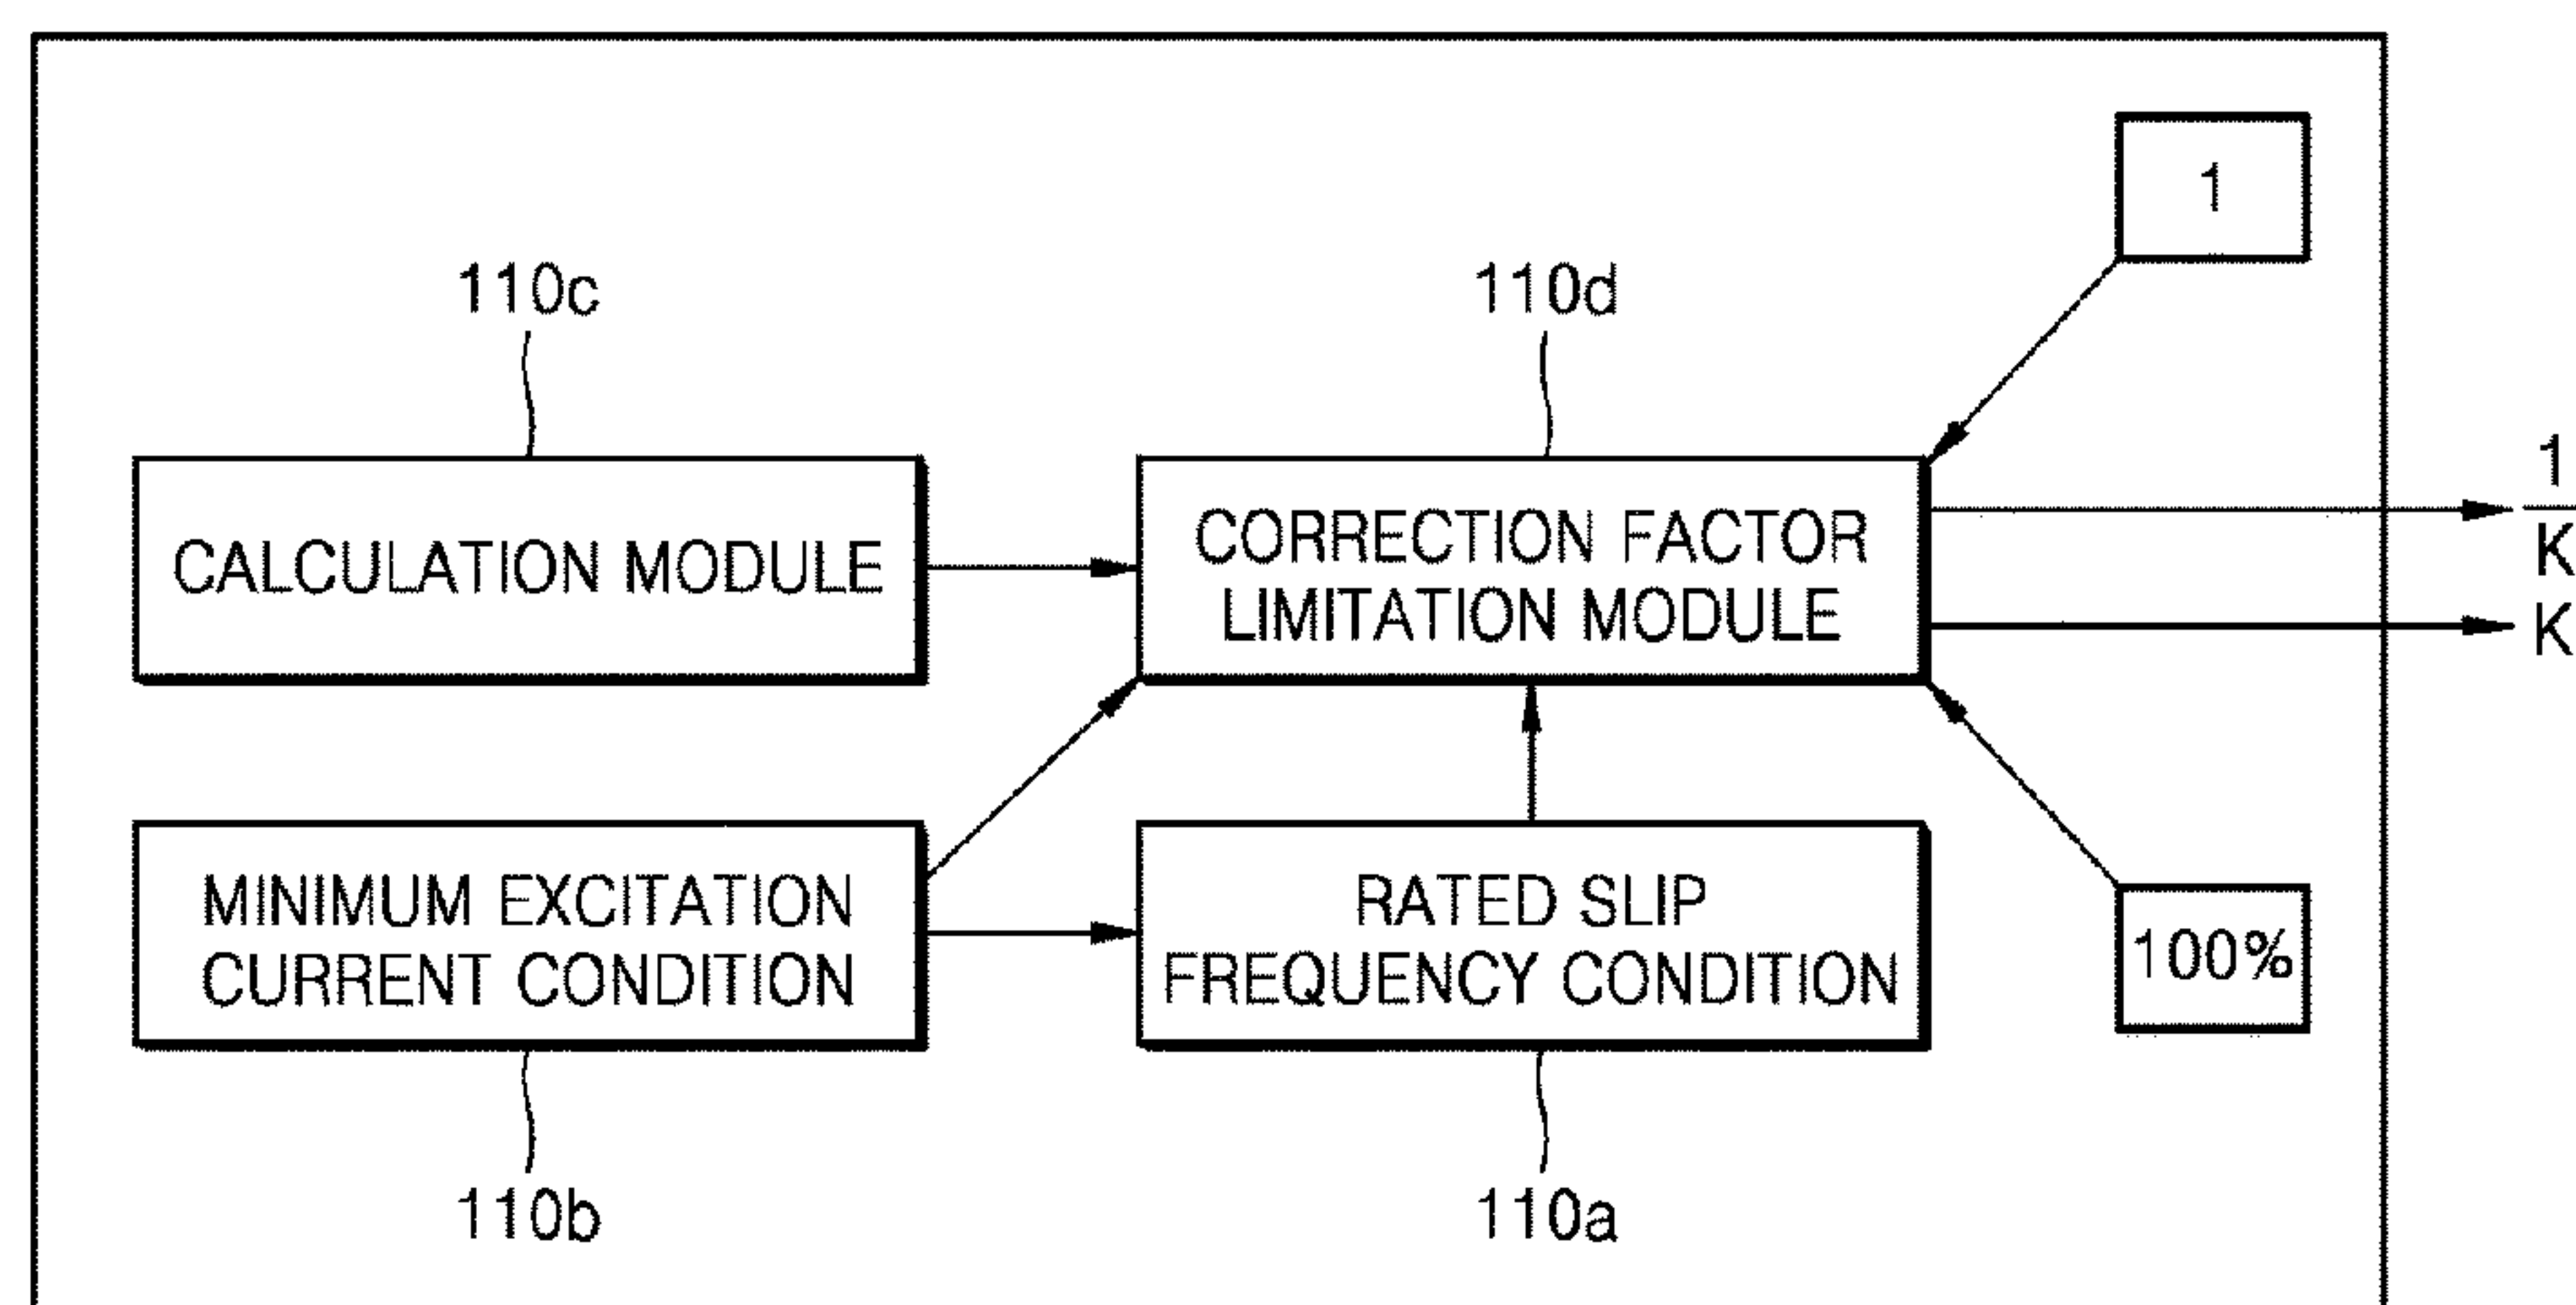 1
110c
110d
CALCULATION MODULE
CORRECTION FACTOR
LIMITATION MODULE
1
K
K
MINIMUM EXCITATION
CURRENT CONDITION
RATED SLIP
FREQUENCY CONDITION
100%
110b
110a